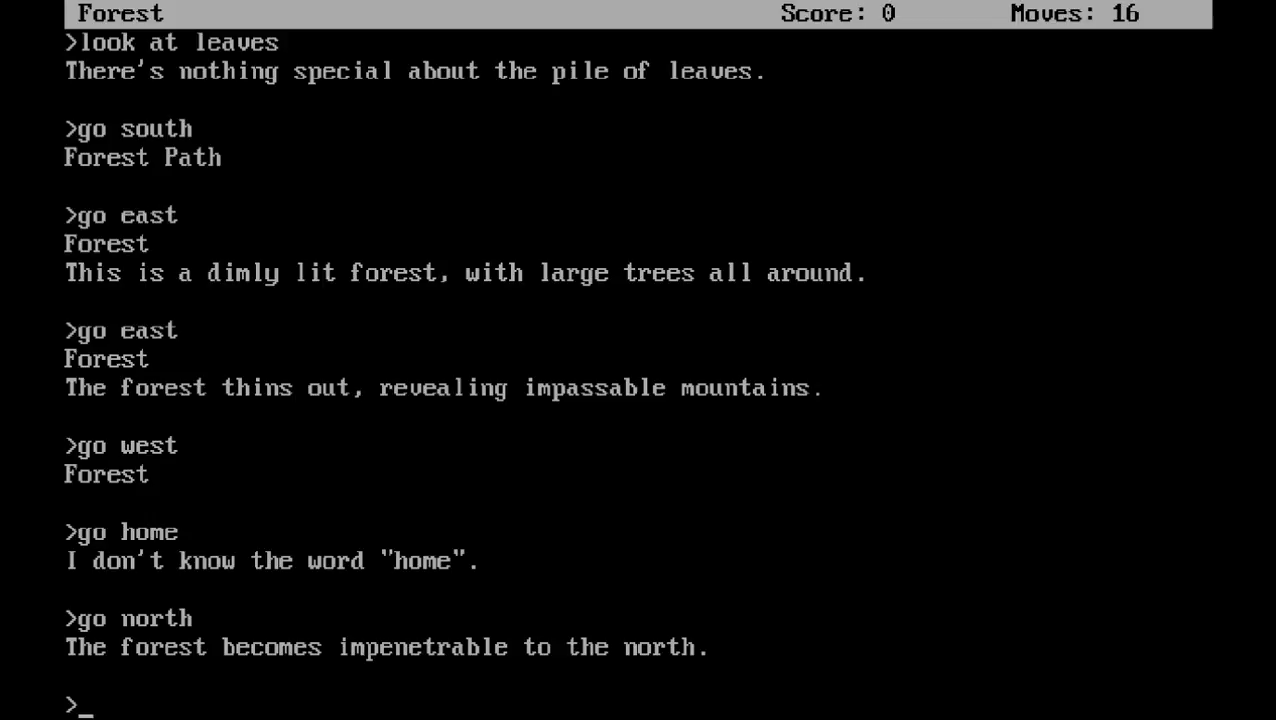 Forest Score: 0 Moves: 16
>look at leaves
There's nothing special about the pile of leaves.
>go south
Forest Path
>go east
Forest
This is a dimly lit forest, with large trees all around.
>go east
Forest
The forest thins out, revealing impassable mountains.
>go west
Forest
>go home
I don't know the word "home".
>go north
The forest becomes impenetrable to the north.
>_